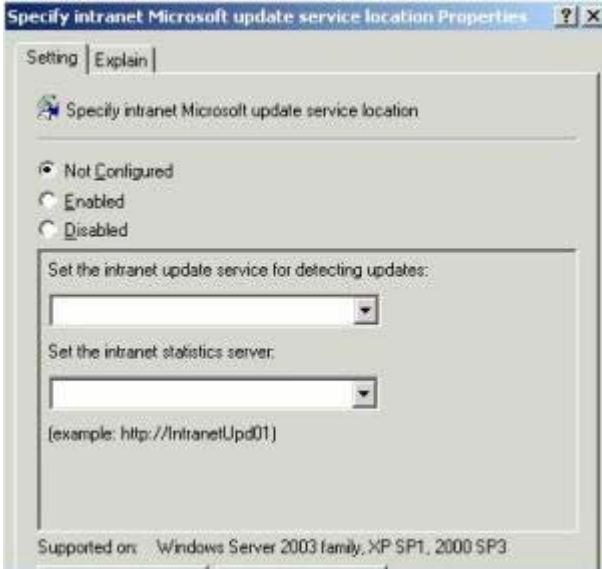 Specify intranet Microsoft update service location Properties ? X
Setting Explain
Specify intranet Microsoft update service location
Not Configured
Enabled
Disabled
Set the intranet update service for detecting updates:
Set the intranet statistics server:
(example: http://IntranetUpd01)
Supported on: Windows Server 2003 family, XP SP1, 2000 SP3